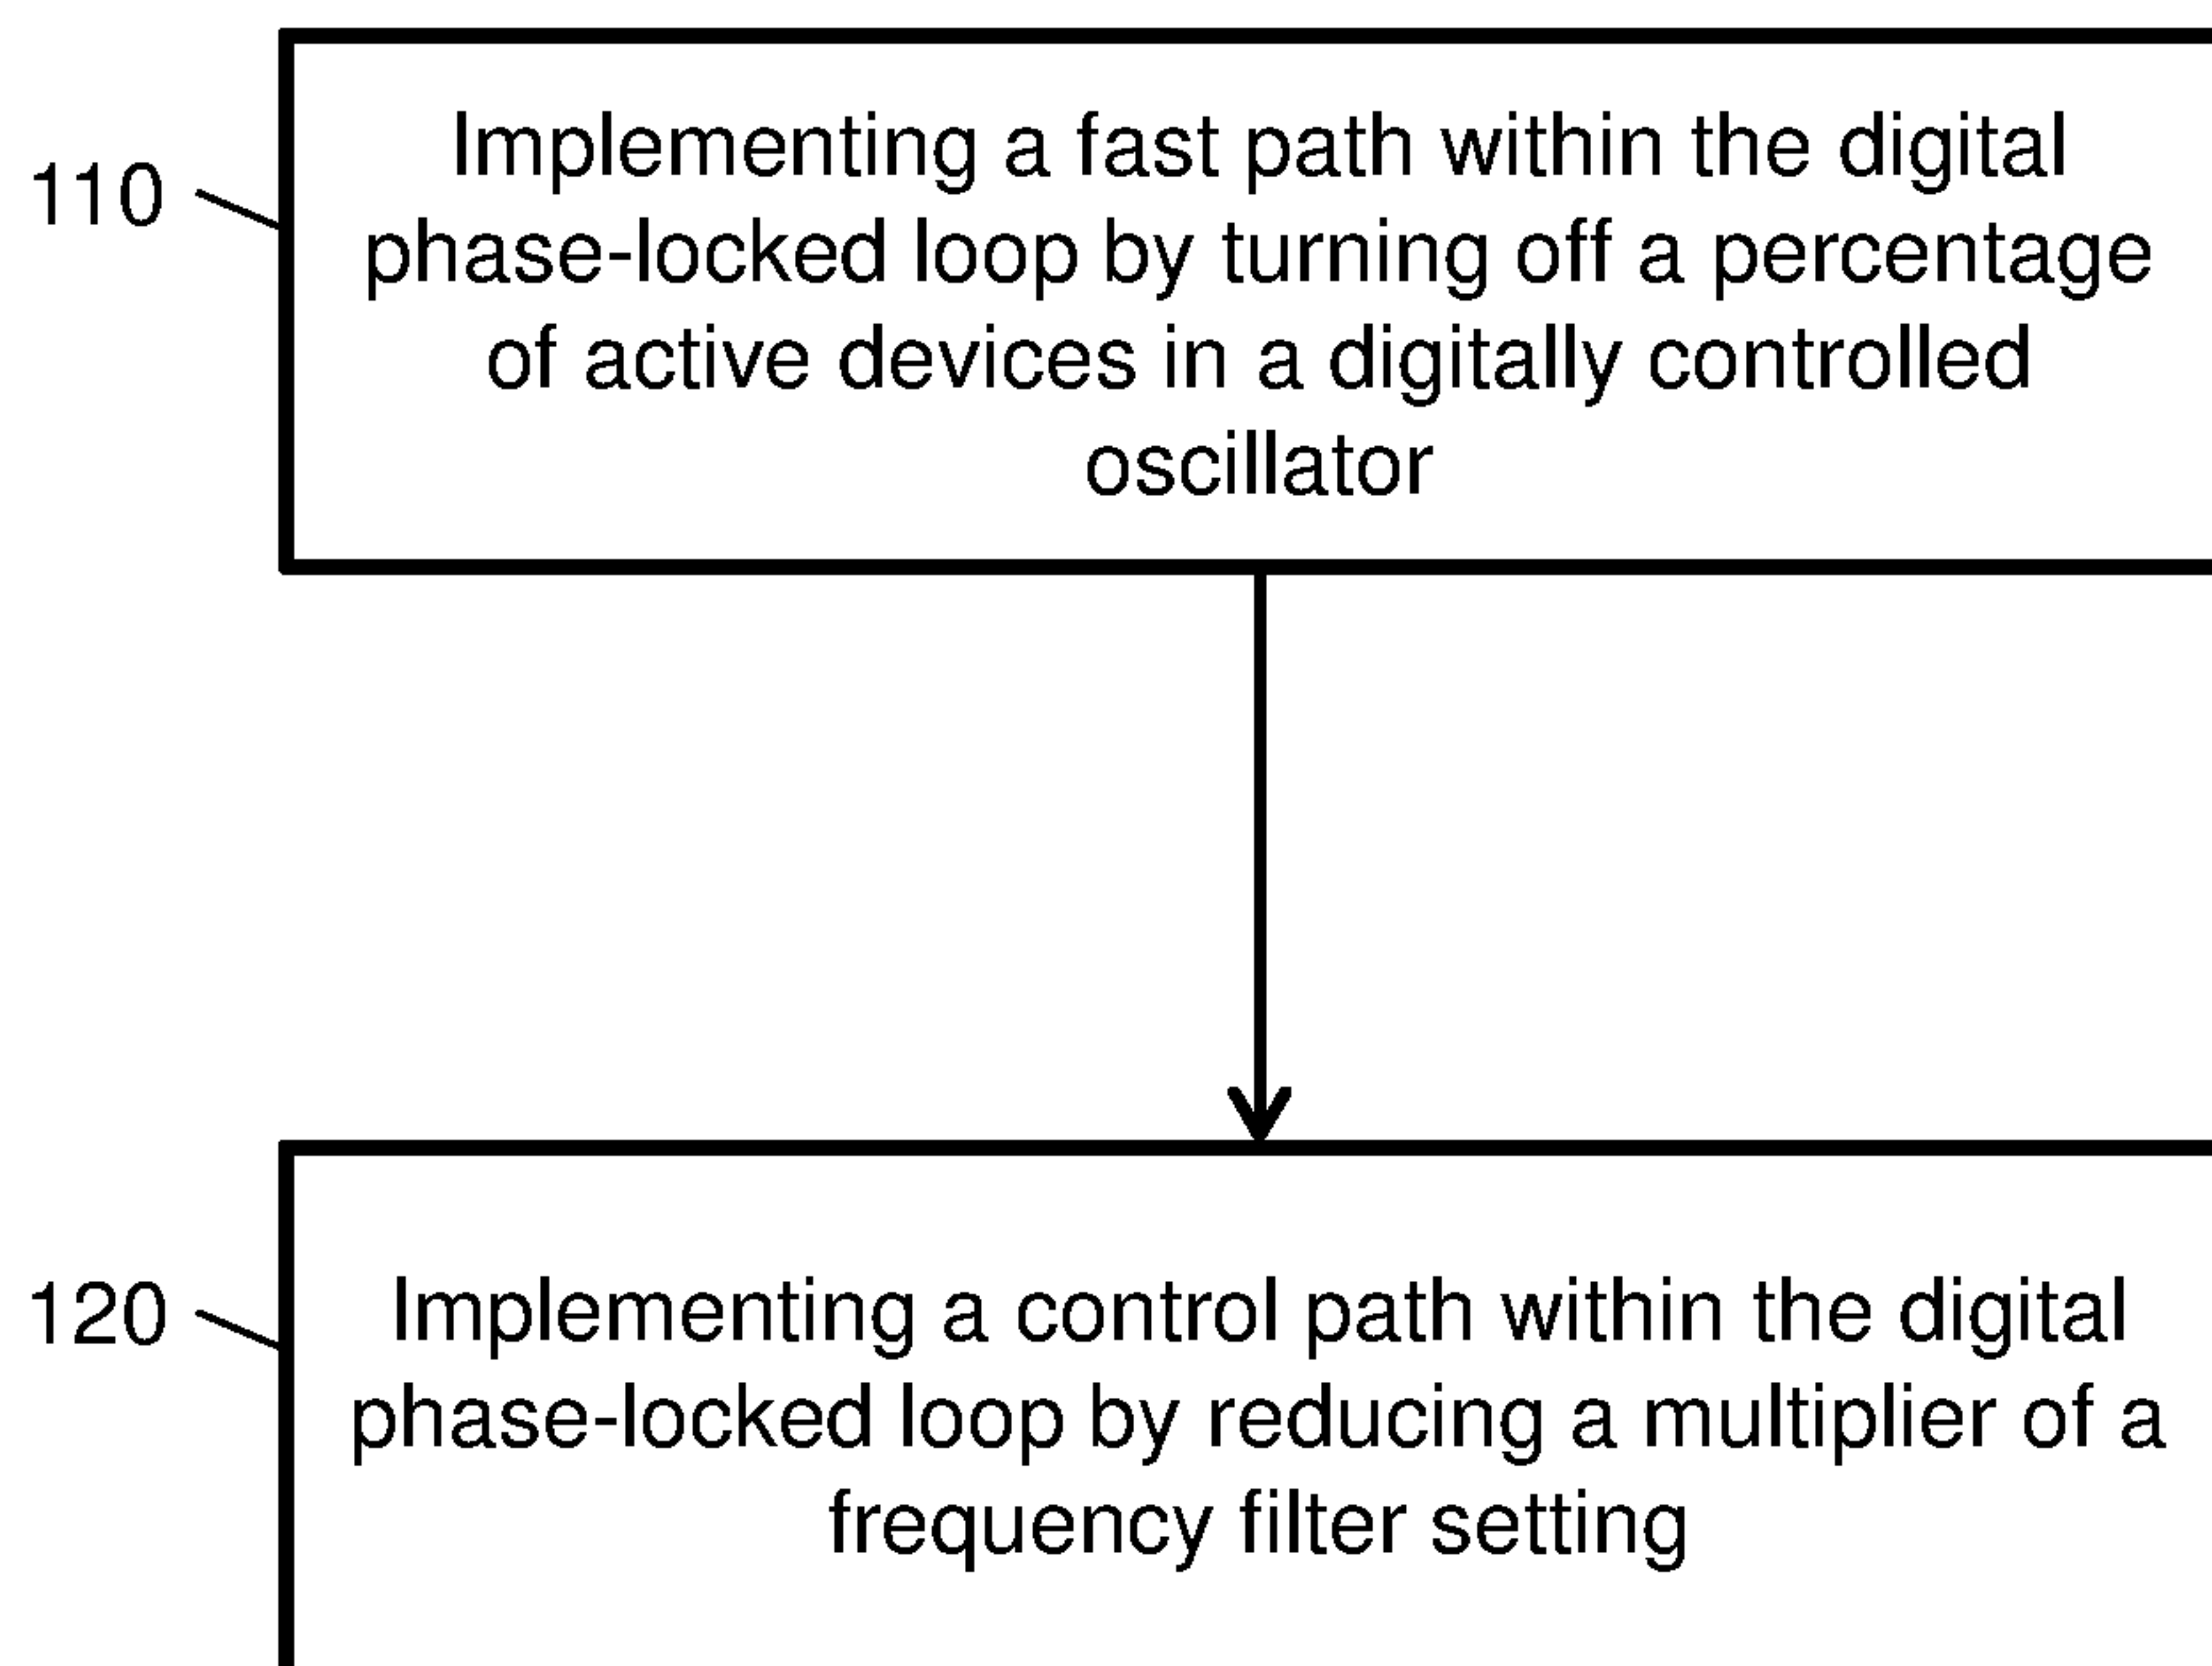 110
Implementing a fast path within the digital
phase-locked loop by turning off a percentage
of active devices in a digitally controlled
oscillator
120
Implementing a control path within the digital
phase-locked loop by reducing a multiplier of a
frequency filter setting